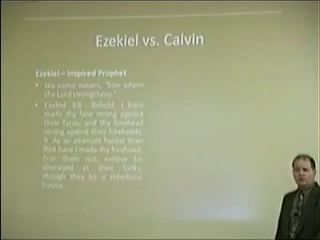 Ezekiel vs. Calvin
Ezekiel – Inspired Prophet
• His name means, "him whom
the Lord strengthens."
• Ezekiel 3:8 Behold, I have
made thy face strong against
their faces, and thy forehead
strong against their foreheads.
9 As an adamant harder than
flint have I made thy forehead:
fear them not, neither be
dismayed at their looks,
though they be a rebellious
house.